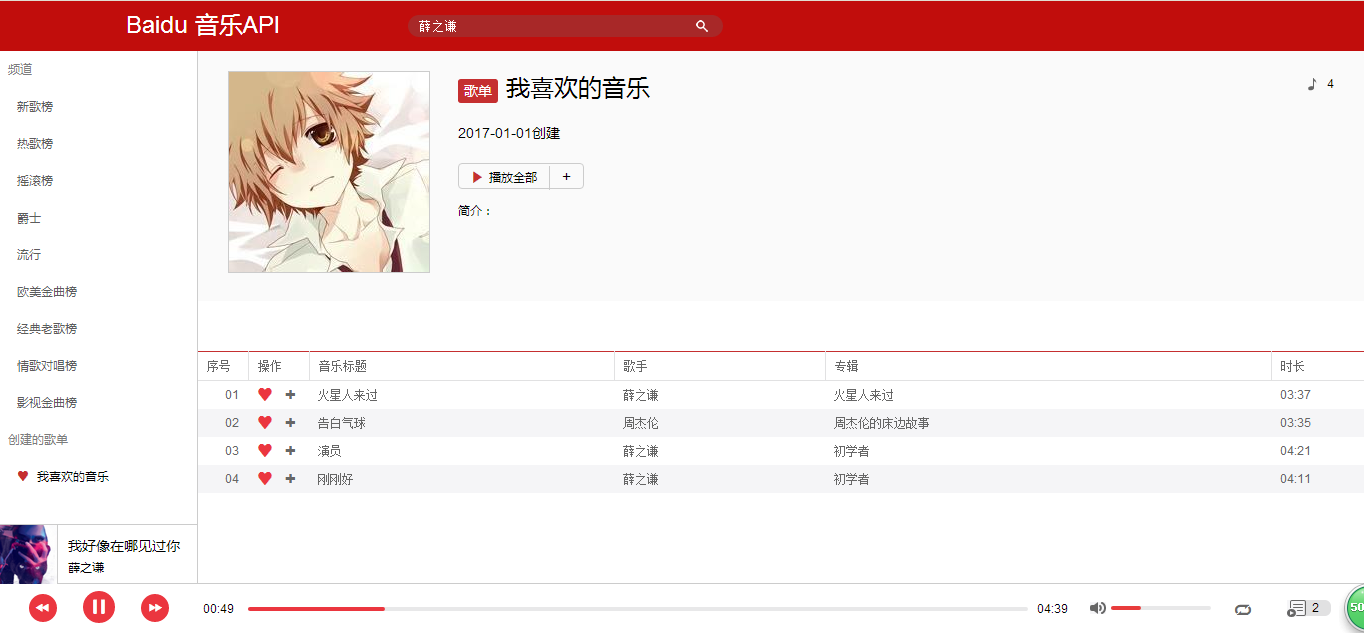 Baidu 音乐API
薛之谦
频道
新歌榜
热歌榜
摇滚榜
爵士
流行
欧美金曲榜
经典老歌榜
情歌对唱榜
影视金曲榜
创建的歌单
我喜欢的音乐
歌单 我喜欢的音乐
4
2017-01-01创建
播放全部 +
简介：
序号 操作 音乐标题 歌手 专辑 时长
01 火星人来过 薛之谦 火星人来过 03:37
02 告白气球 周杰伦 周杰伦的床边故事 03:35
03 演员 薛之谦 初学者 04:21
04 刚刚好 薛之谦 初学者 04:11
我好像在哪见过你
薛之谦
00:49 04:39 2 50